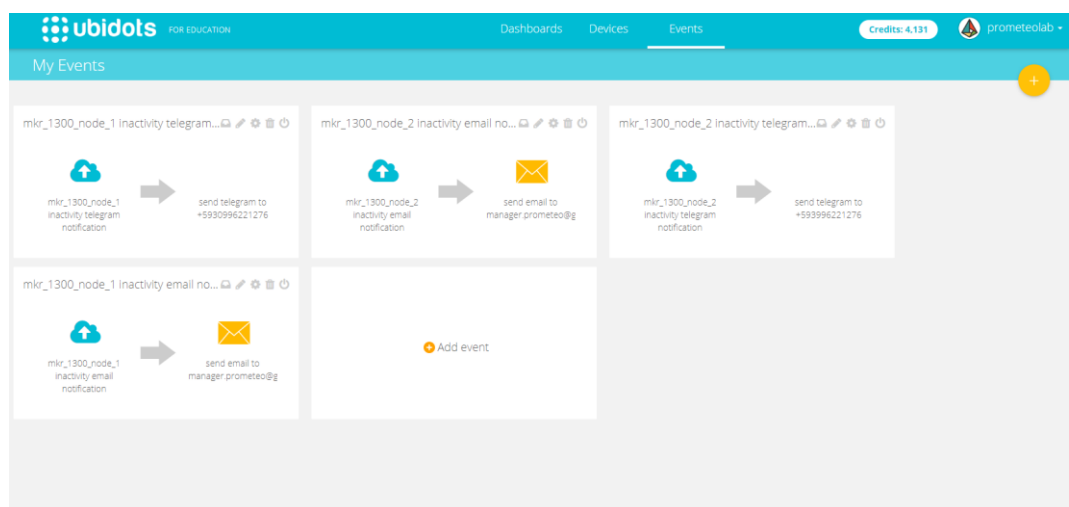 ubidots FOR EDUCATION
Dashboards Devices Events
Credits: 4,131 prometeolab
My Events
mkr_1300_node_1 inactivity telegram...
mkr_1300_node_1
inactivity telegram
notification
send telegram to
+5930996221276
mkr_1300_node_2 inactivity email no...
mkr_1300_node_2
inactivity email
notification
send email to
manager.prometeo@g
mkr_1300_node_2 inactivity telegram...
mkr_1300_node_2
inactivity telegram
notification
send telegram to
+593996221276
mkr_1300_node_1 inactivity email no...
mkr_1300_node_1
inactivity email
notification
send email to
manager.prometeo@g
Add event